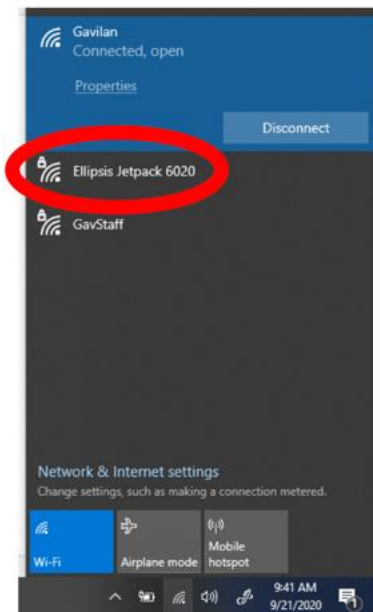 Gavilan
Connected, open
Properties
Disconnect
Ellipsis Jetpack 6020
GavStaff
Network & Internet settings
Change settings, such as making a connection metered.
Wi-Fi
Airplane mode
Mobile
hotspot
9:41 AM
9/21/2020
1